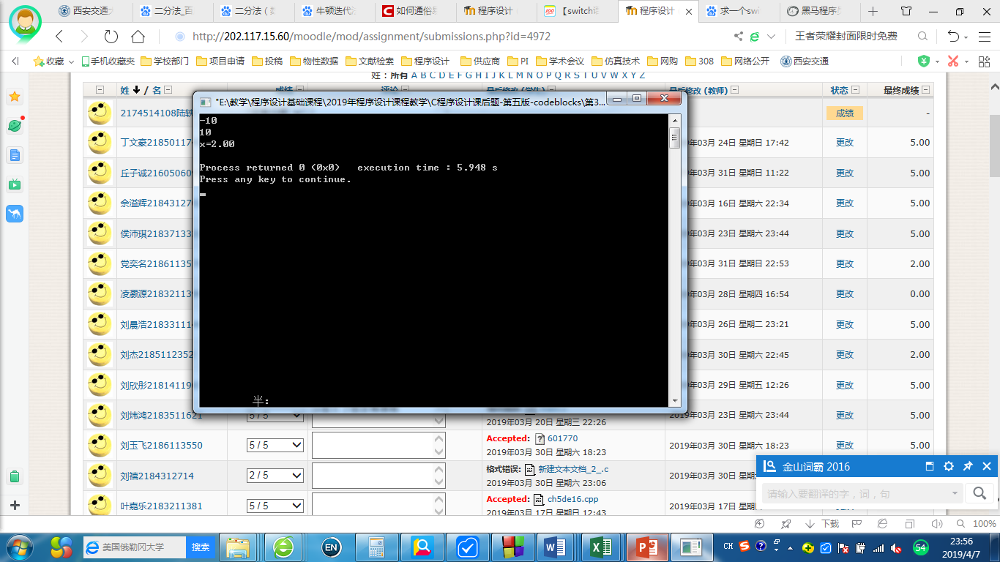 西安交通大
二分法_百
二分法（数
牛顿迭代法
如何通俗易
程序设计（
【switch语
程序设计
求一个swi
黑马程序员
http://202.117.15.60/moodle/mod/assignment/submissions.php?id=4972
王者荣耀封面限时免费
收藏 手机收藏夹 学校部门 项目申请 投稿 物性数据 文献检索 程序设计 供应商 PI 学术会议 仿真技术 网购 308 网络公开 西安交通
姓：所有 A B C D E F G H I J K L M N O P Q R S T U V W X Y Z
姓 / 名 成绩 评论 最后修改 (学生) 最后修改 (教师) 状态 最终成绩
"E:\教学\程序设计基础课程\2019年程序设计课程教学\C程序设计课后题-第五版-codeblocks\第3...
-10
10
x=2.00
Process returned 0 (0x0)   execution time : 5.948 s
Press any key to continue.
半：
2174514108陆轶 成绩 -
丁文豪21850117 年03月 24日 星期日 17:42 更改 5.00
丘子诚216050609 年03月 31日 星期日 11:22 更改 5.00
余溢辉21843127 年03月 16日 星期六 22:34 更改 5.00
侯沛琪21837133 年03月 23日 星期六 23:44 更改 5.00
党奕名21861135 年03月 31日 星期日 22:53 更改 2.00
凌灏源21832113 年03月 28日 星期四 16:54 更改 0.00
刘晨浩21833111 年03月 26日 星期二 23:21 更改 5.00
刘杰2185112352 年03月 30日 星期六 22:45 更改 2.00
刘欣彤21814119 年03月 29日 星期五 12:26 更改 5.00
刘炜鸿2183511621 5 / 5 2019年03月 20日 星期三 22:26 2019年03月 23日 星期六 23:44 更改 5.00
刘玉飞2186113550 5 / 5 Accepted: 601770
2019年03月 30日 星期六 18:23 2019年03月 30日 星期六 18:23 更改 5.00
刘禧2184312714 2 / 5 格式错误: 新建文本文档_2_.c
2019年03月 30日 星期六 23:06 2019年03月 30日 星
叶嘉乐2183211381 5 / 5 Accepted: ch5de16.cpp
2019年03月 17日 星期日 12:43 2019年03月 17日 星
金山词霸 2016
请输入要翻译的字，词，句
下载 100%
美国俄勒冈大学 搜索
EN
CH
54
23:56
2019/4/7